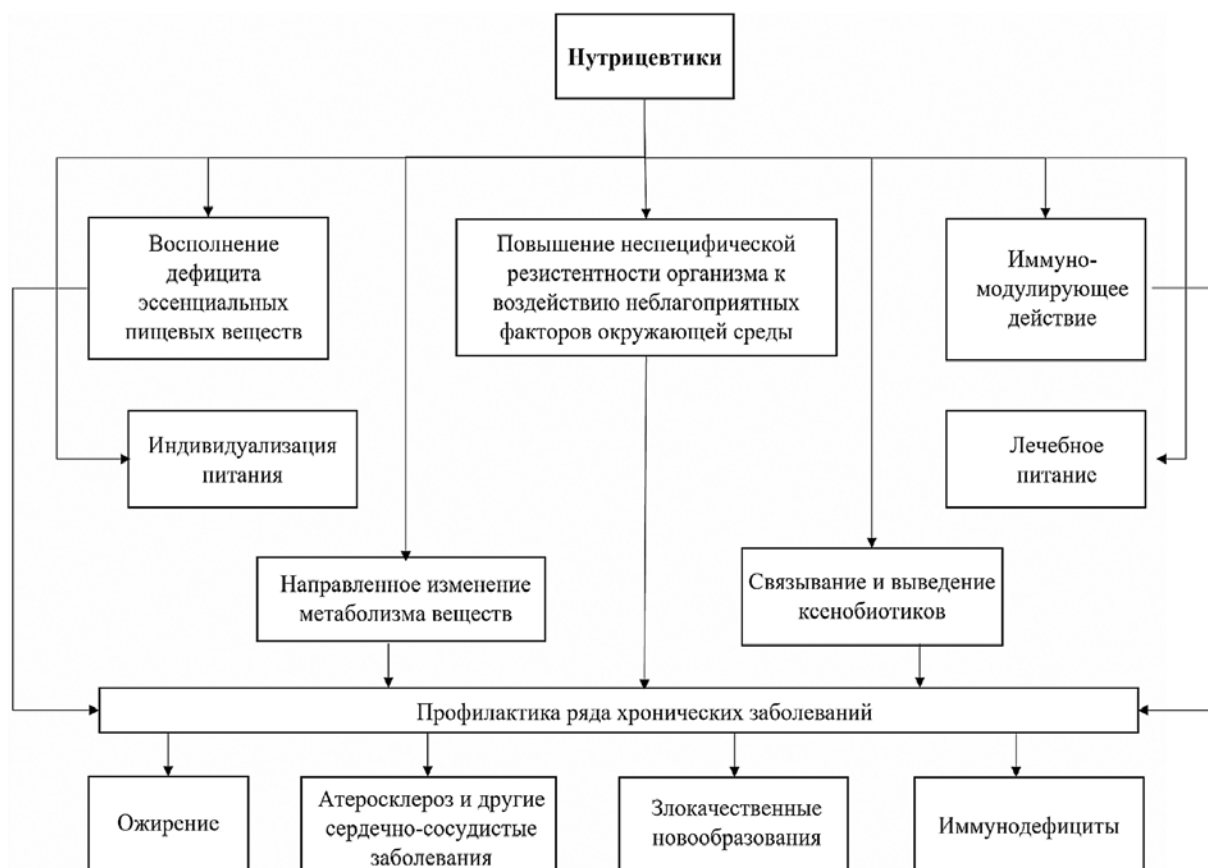 Нутрицевтики
Восполнение
дефицита
эссенциальных
пищевых веществ
Повышение неспецифической
резистентности организма к
воздействию неблагоприятных
факторов окружающей среды
Иммуно-
модулирующее
действие
Индивидуализация
питания
Лечебное
питание
Направленное изменение
метаболизма веществ
Связывание и выведение
ксенобиотиков
Профилактика ряда хронических заболеваний
Ожирение
Атеросклероз и другие
сердечно-сосудистые
заболевания
Злокачественные
новообразования
Иммунодефициты